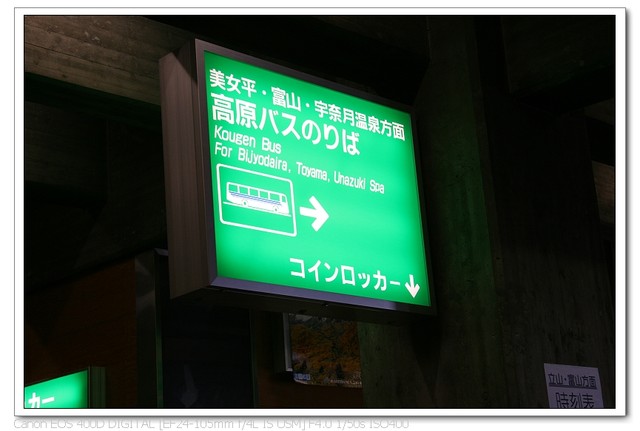 美女平・富山・宇奈月温泉方面
高原バスのりば
Kougen Bus
For Bijyodaira, Toyama, Unazuki Spa
→
コインロッカー↓
カー
立山・富山方面
時刻表
Canon EOS 400D DIGITAL [EF24-105mm f/4L IS USM] F4.0 1/50s ISO400